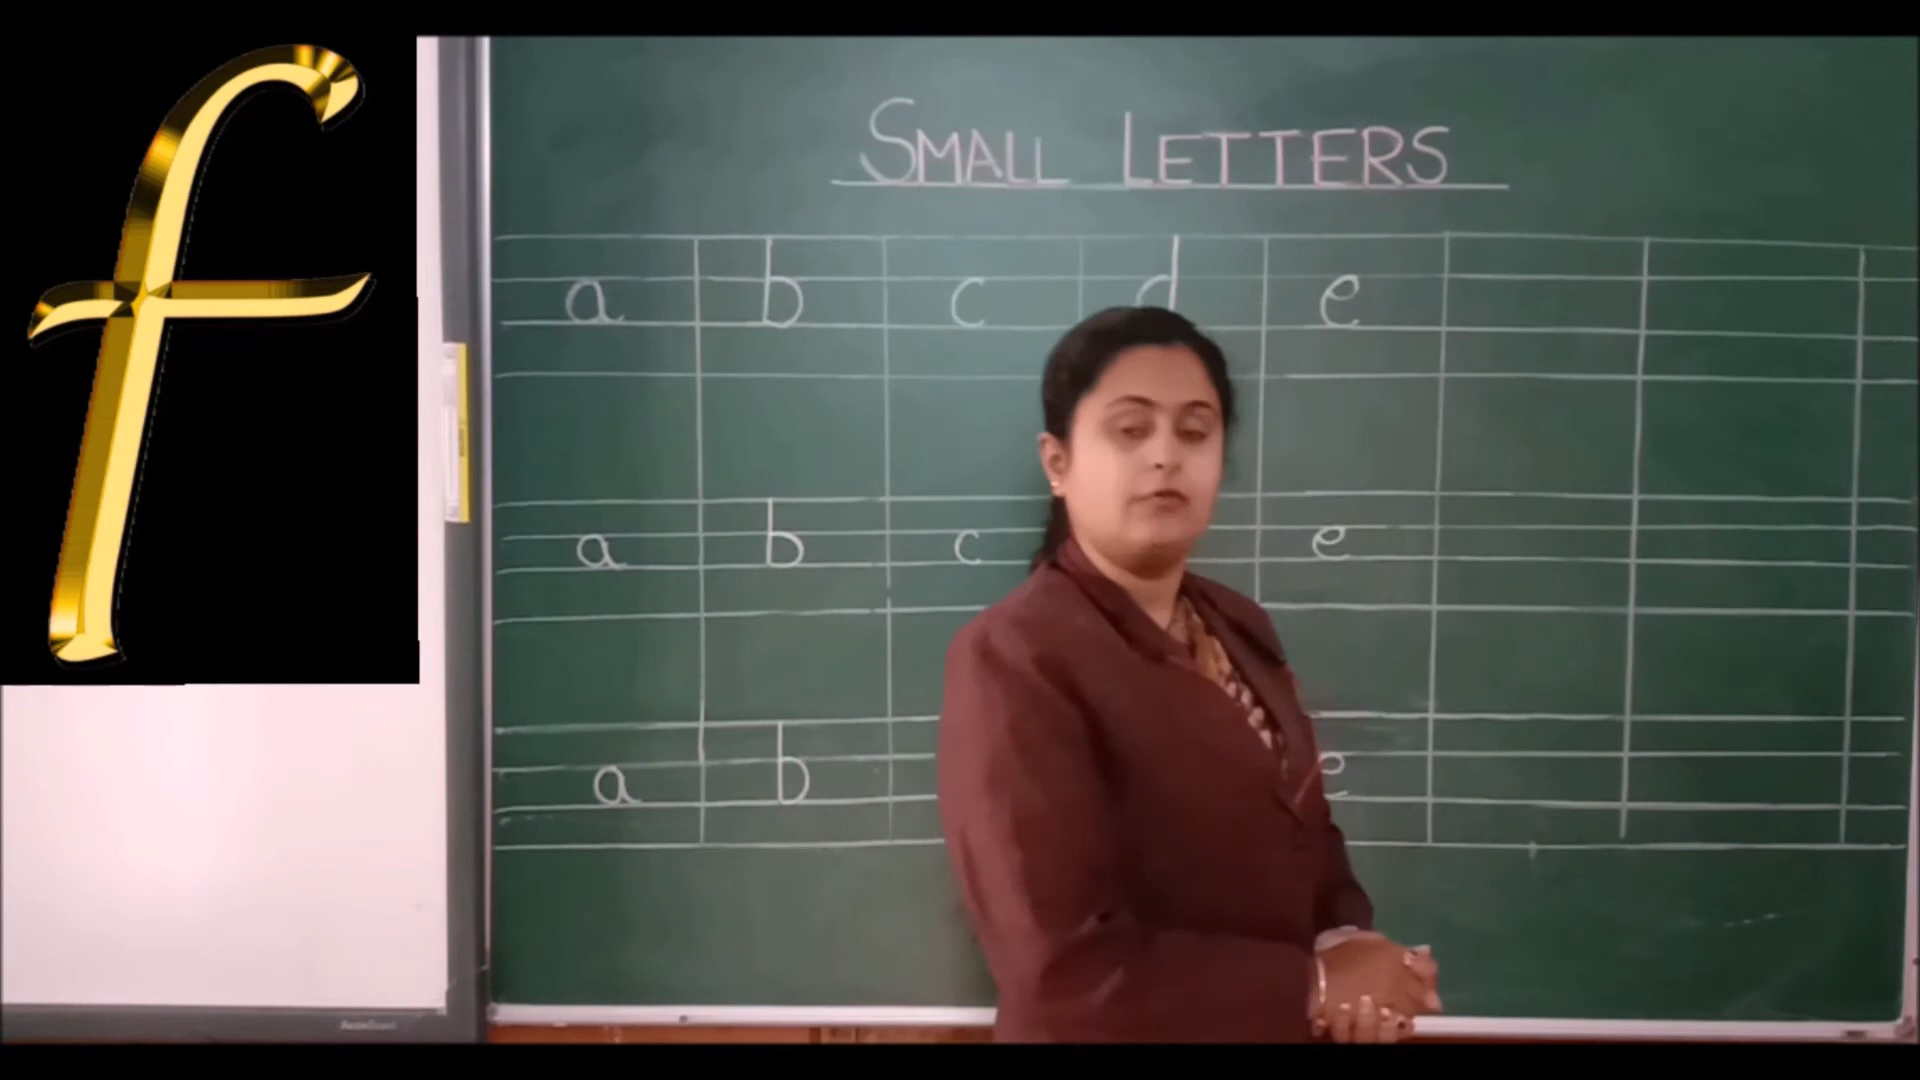 f
SMALL LETTERS
a b c d e
a b c e
a b e